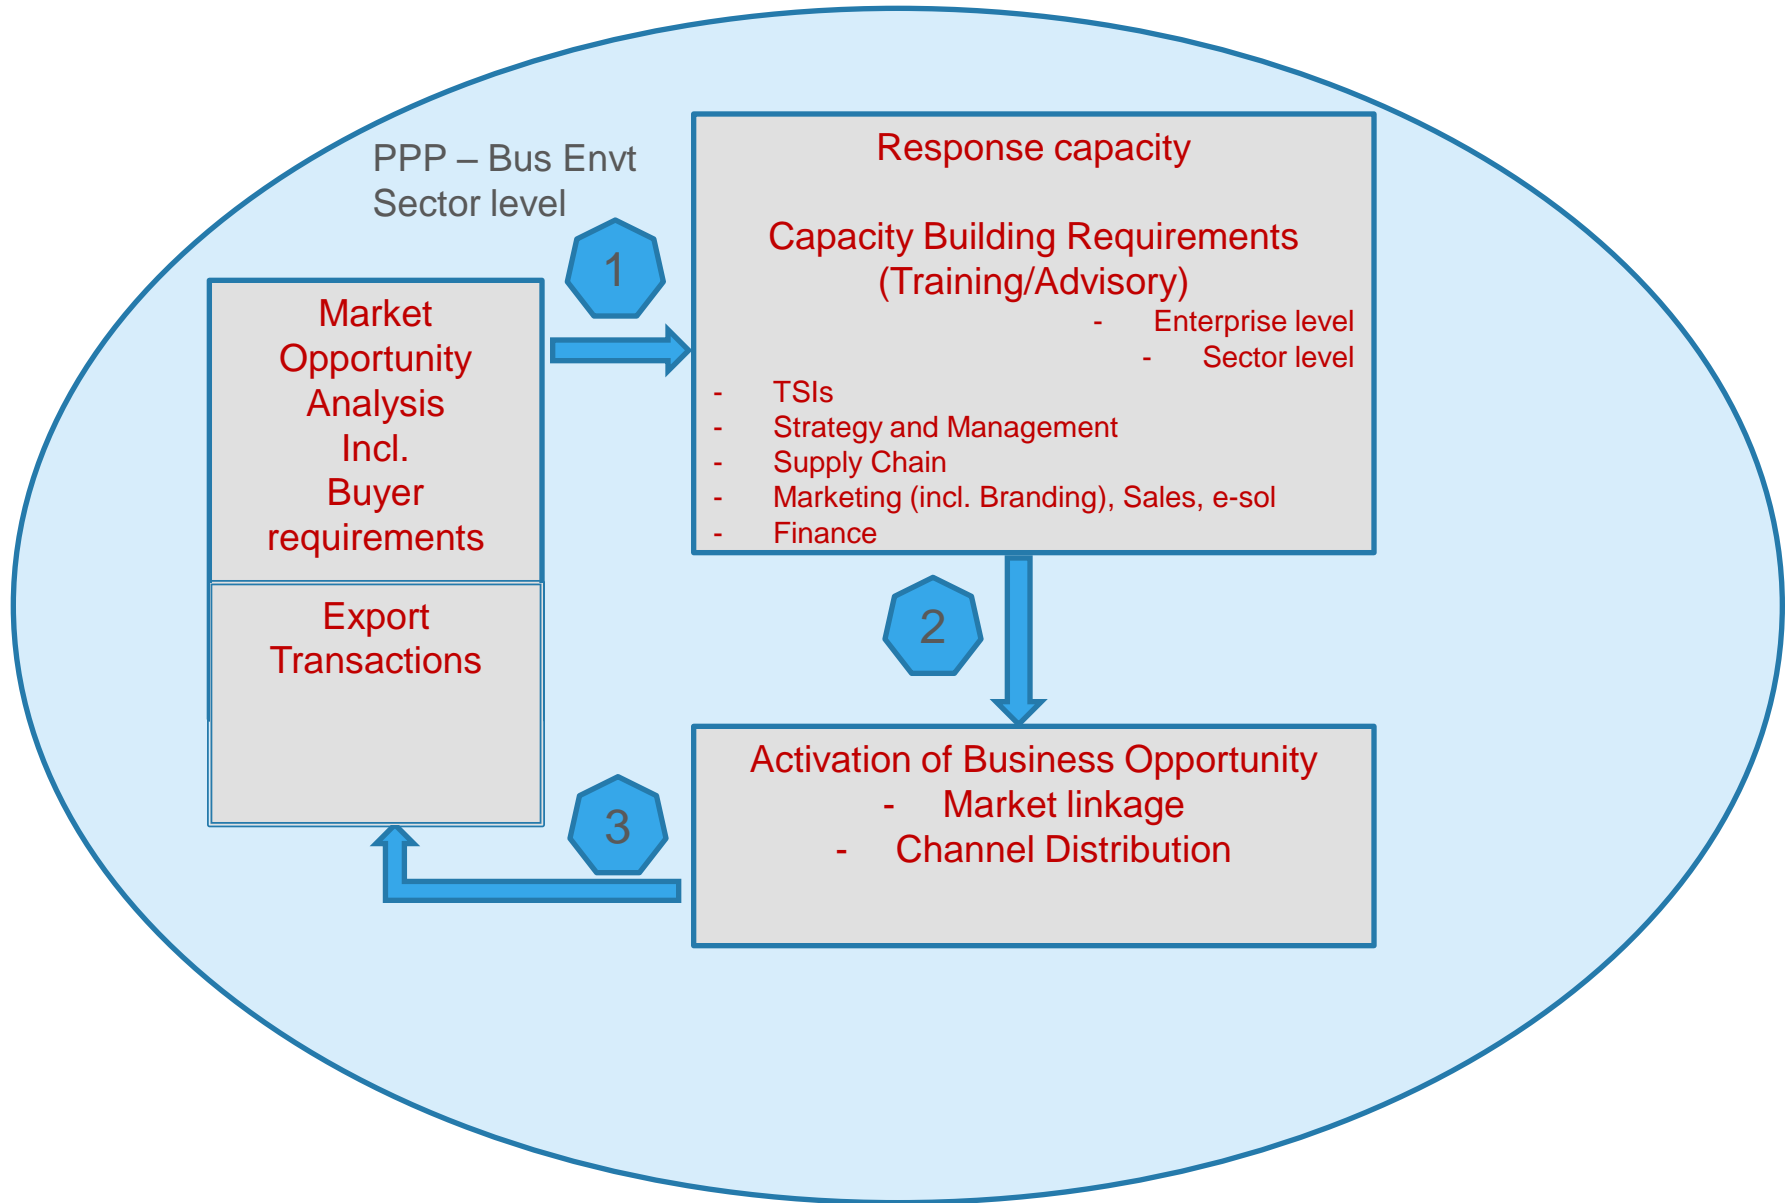 PPP – Bus Envt
Sector level
1
Market
Opportunity
Analysis
Incl.
Buyer
requirements
Export
Transactions
Response capacity
Capacity Building Requirements
(Training/Advisory)
- Enterprise level
- Sector level
- TSIs
- Strategy and Management
- Supply Chain
- Marketing (incl. Branding), Sales, e-sol
- Finance
2
Activation of Business Opportunity
- Market linkage
- Channel Distribution
3